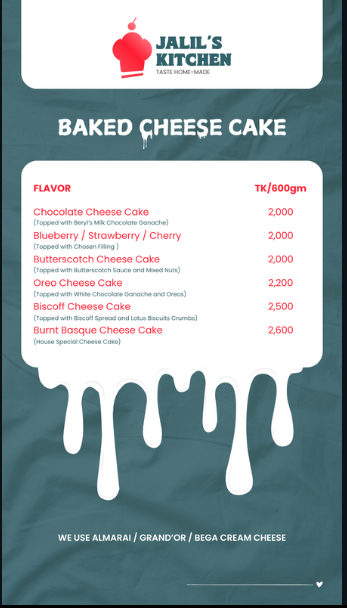 JALIL'S
KITCHEN
TASTE HOME-MADE
BAKED CHEESE CAKE
FLAVOR TK/600gm
Chocolate Cheese Cake 2,000
(Topped with Beryl's Milk Chocolate Ganache)
Blueberry / Strawberry / Cherry 2,000
(Topped with Chosen Filling )
Butterscotch Cheese Cake 2,000
(Topped with Butterscotch Sauce and Mixed Nuts)
Oreo Cheese Cake 2,200
(Topped with White Chocolate Ganache and Oreos)
Biscoff Cheese Cake 2,500
(Topped with Biscoff Spread and Lotus Biscuits Crumbs)
Burnt Basque Cheese Cake 2,600
(House Special Cheese Cake)
WE USE ALMARAI / GRAND'OR / BEGA CREAM CHEESE